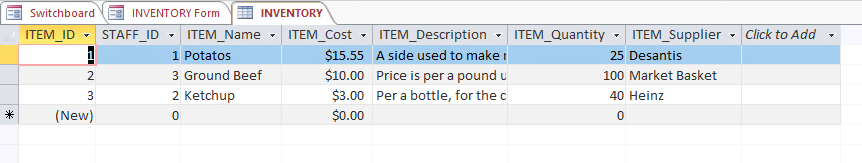 Switchboard INVENTORY Form INVENTORY
ITEM_ID STAFF_ID ITEM_Name ITEM_Cost ITEM_Description ITEM_Quantity ITEM_Supplier Click to Add
1 1 Potatos $15.55 A side used to make 25 Desantis
2 3 Ground Beef $10.00 Price is per a pound 100 Market Basket
3 2 Ketchup $3.00 Per a bottle, for the 40 Heinz
(New) 0 $0.00 0